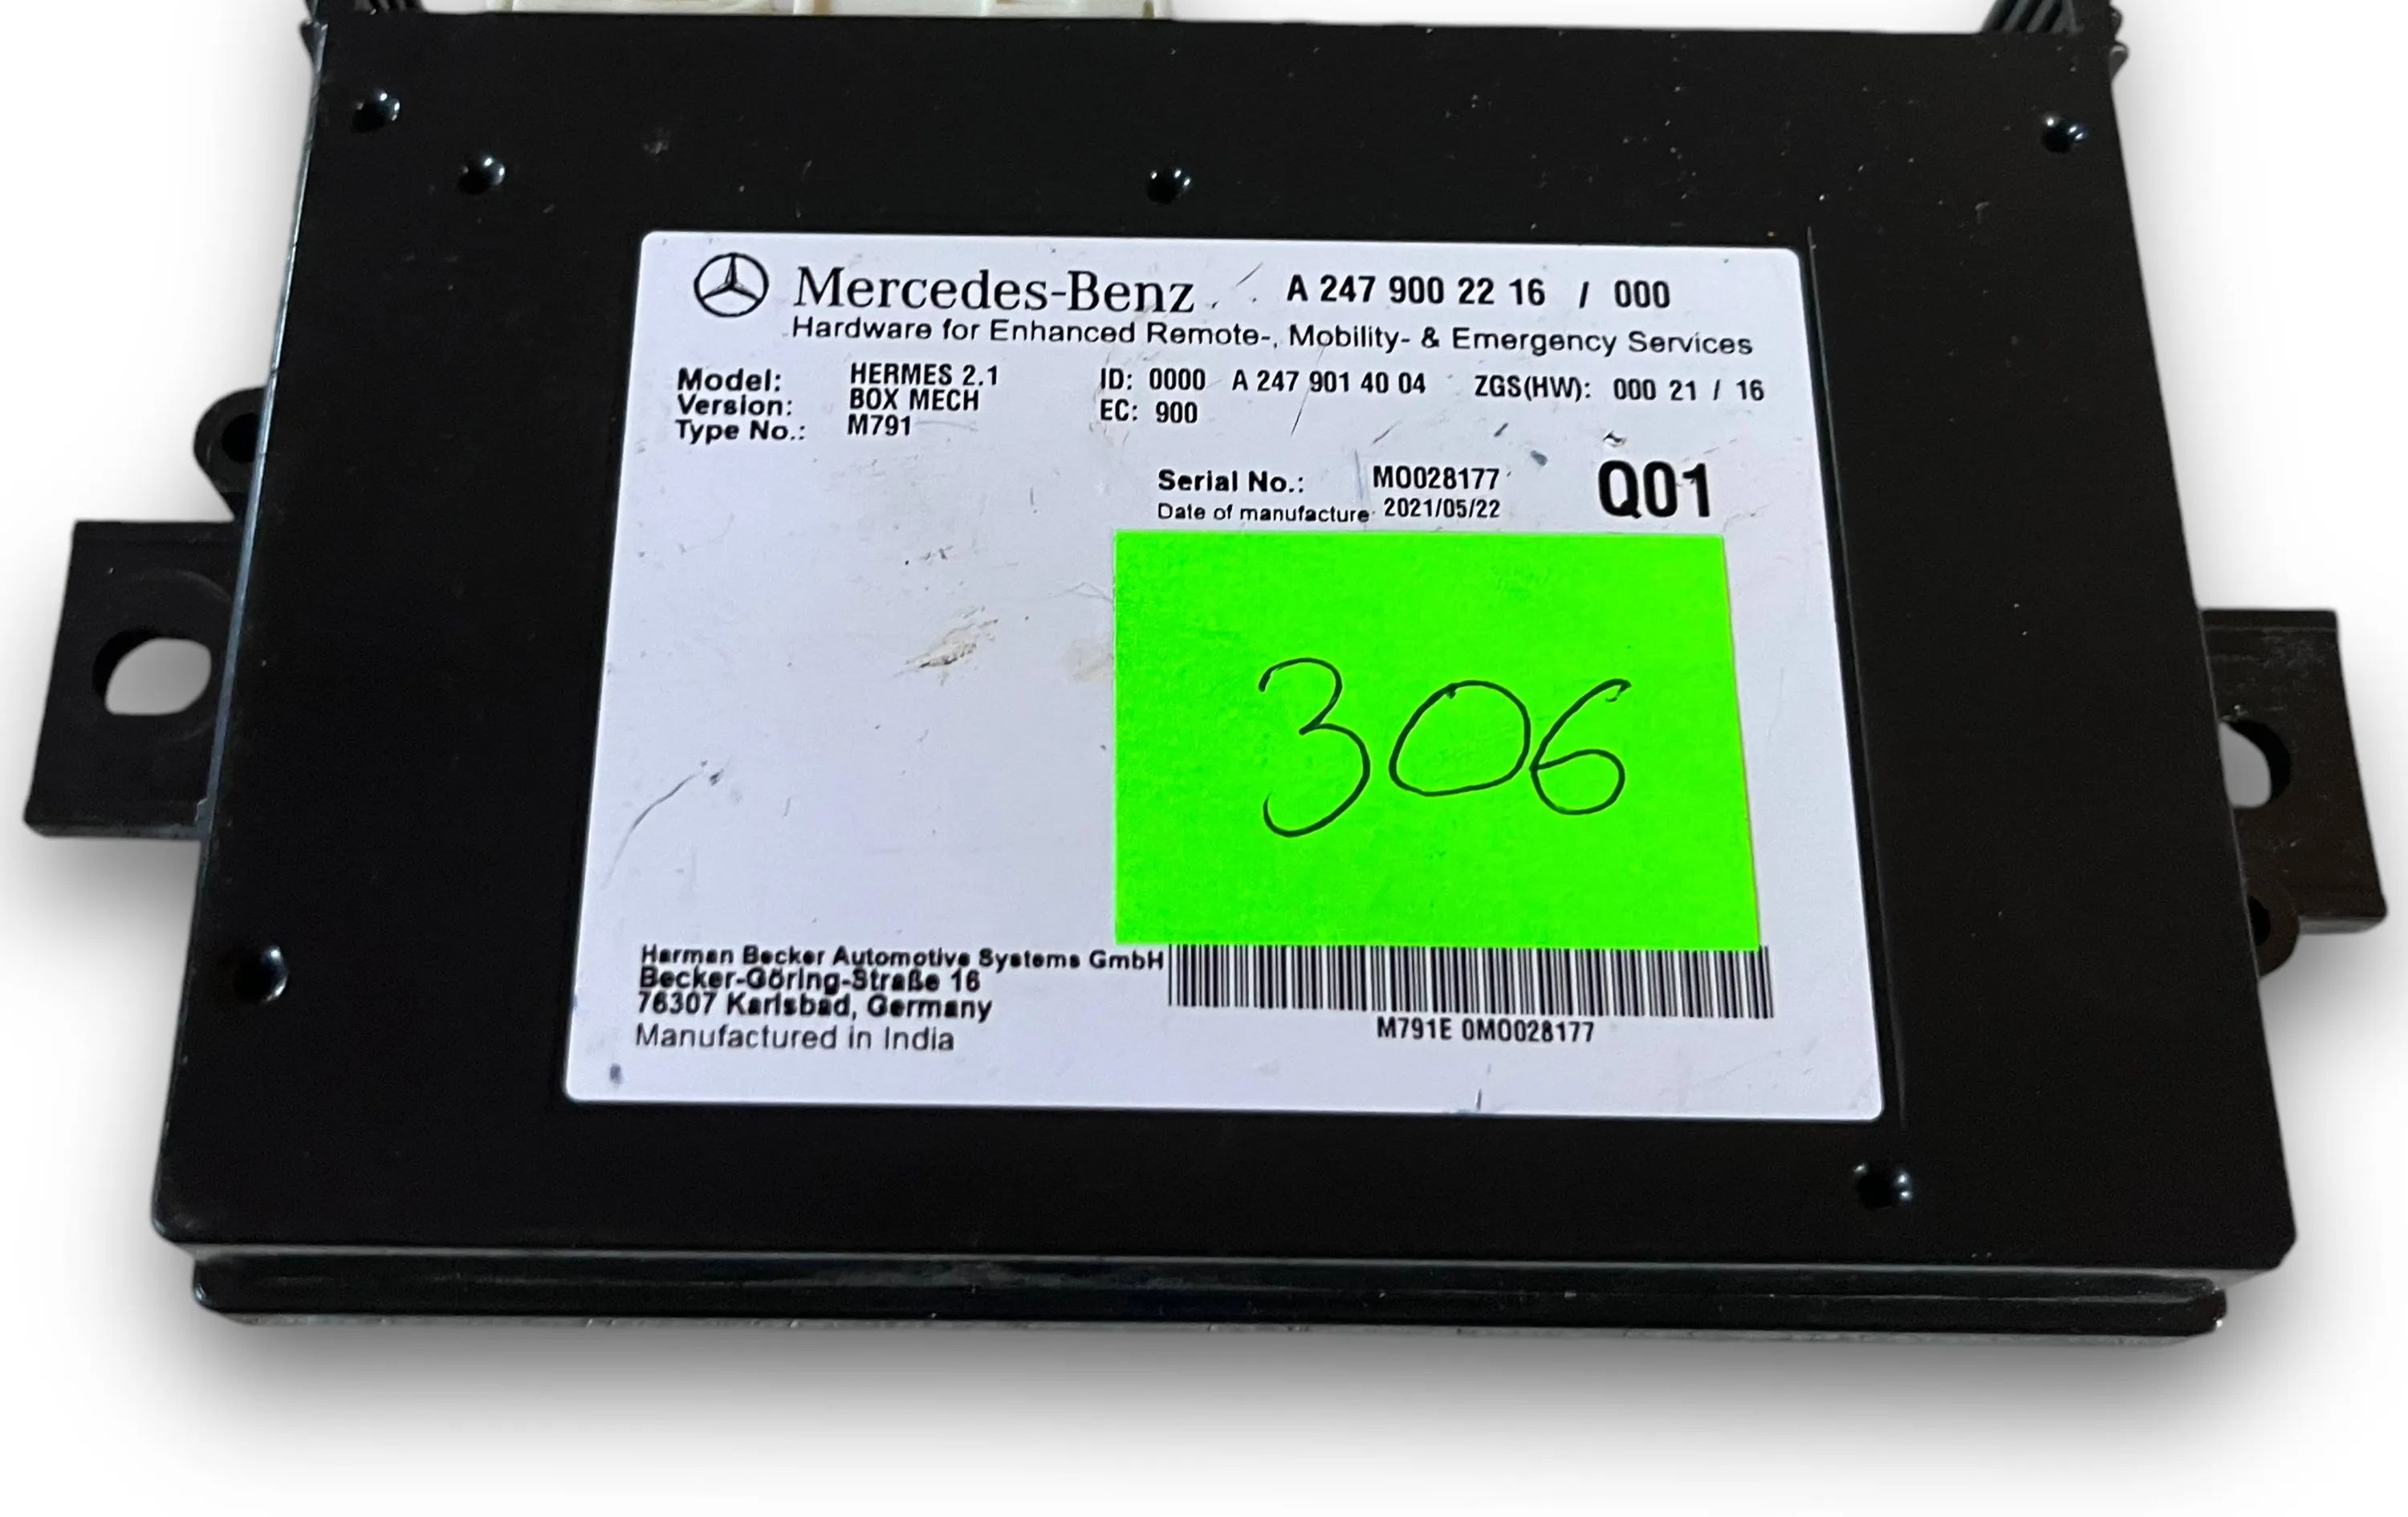 Mercedes-Benz A 247 900 22 16 / 000
Hardware for Enhanced Remote-, Mobility- & Emergency Services
Model: HERMES 2.1 ID: 0000 A 247 901 40 04 ZGS(HW): 000 21 / 16
Version: BOX MECH EC: 900
Type No.: M791
Serial No.: M0028177 Q01
Date of manufacture 2021/05/22
306
Harman Becker Automotive Systems GmbH
Becker-Göring-Straße 16
76307 Karlsbad, Germany
Manufactured in India
M791E 0M0028177